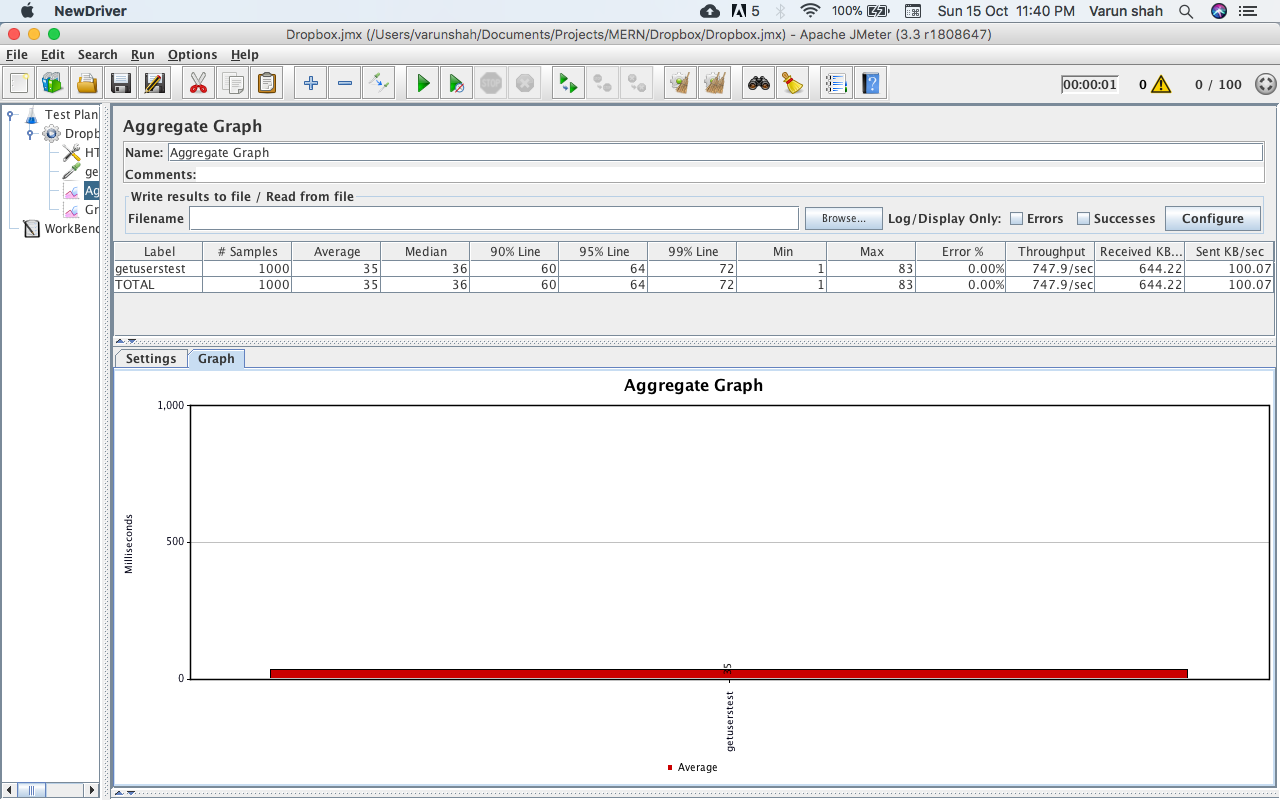 NewDriver 5 100% Sun 15 Oct 11:40 PM Varun shah
Dropbox.jmx (/Users/varunshah/Documents/Projects/MERN/Dropbox/Dropbox.jmx) - Apache JMeter (3.3 r1808647)
File Edit Search Run Options Help
STOP 00:00:01 0 0 / 100
Test Plan
Dropb
HT
ge
Ag
Gr
WorkBenc
Aggregate Graph
Name: Aggregate Graph
Comments:
Write results to file / Read from file
Filename Browse... Log/Display Only: Errors Successes Configure
Label # Samples Average Median 90% Line 95% Line 99% Line Min Max Error % Throughput Received KB... Sent KB/sec
getuserstest 1000 35 36 60 64 72 1 83 0.00% 747.9/sec 644.22 100.07
TOTAL 1000 35 36 60 64 72 1 83 0.00% 747.9/sec 644.22 100.07
Settings Graph
Aggregate Graph
1,000
Milliseconds
500
35
0
getuserstest
Average